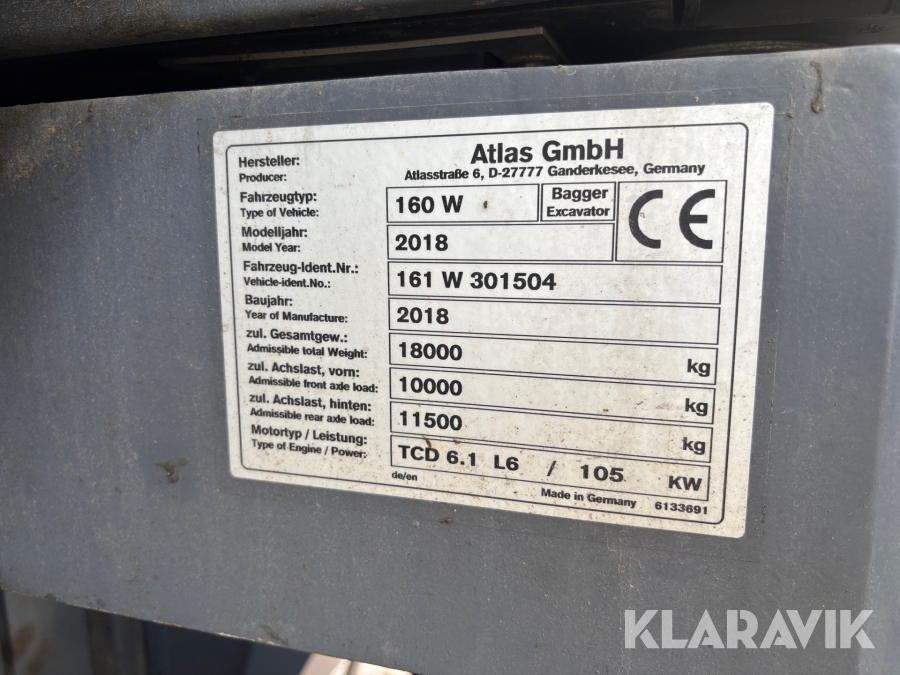 Hersteller: Atlas GmbH
Producer: Atlasstraße 6, D-27777 Ganderkesee, Germany
Fahrzeugtyp: 160 W Bagger
Type of Vehicle: Excavator
CE
Modelljahr: 2018
Model Year:
Fahrzeug-Ident.Nr.: 161 W 301504
Vehicle-ident.No.:
Baujahr: 2018
Year of Manufacture:
zul. Gesamtgew.: 18000 kg
Admissible total Weight:
zul. Achslast, vorn: 10000 kg
Admissible front axle load:
zul. Achslast, hinten: 11500 kg
Admissible rear axle load:
Motortyp / Leistung: TCD 6.1 L6 / 105 KW
Type of Engine / Power:
de/en Made in Germany 6133691
KLARAVIK